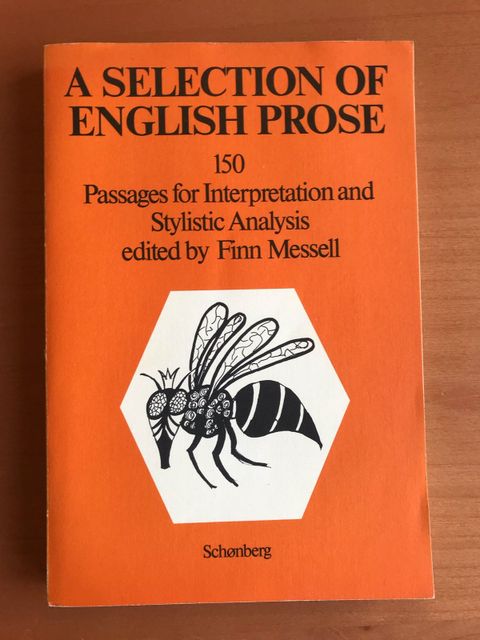 A SELECTION OF
ENGLISH PROSE
150
Passages for Interpretation and
Stylistic Analysis
edited by Finn Messell
Schønberg